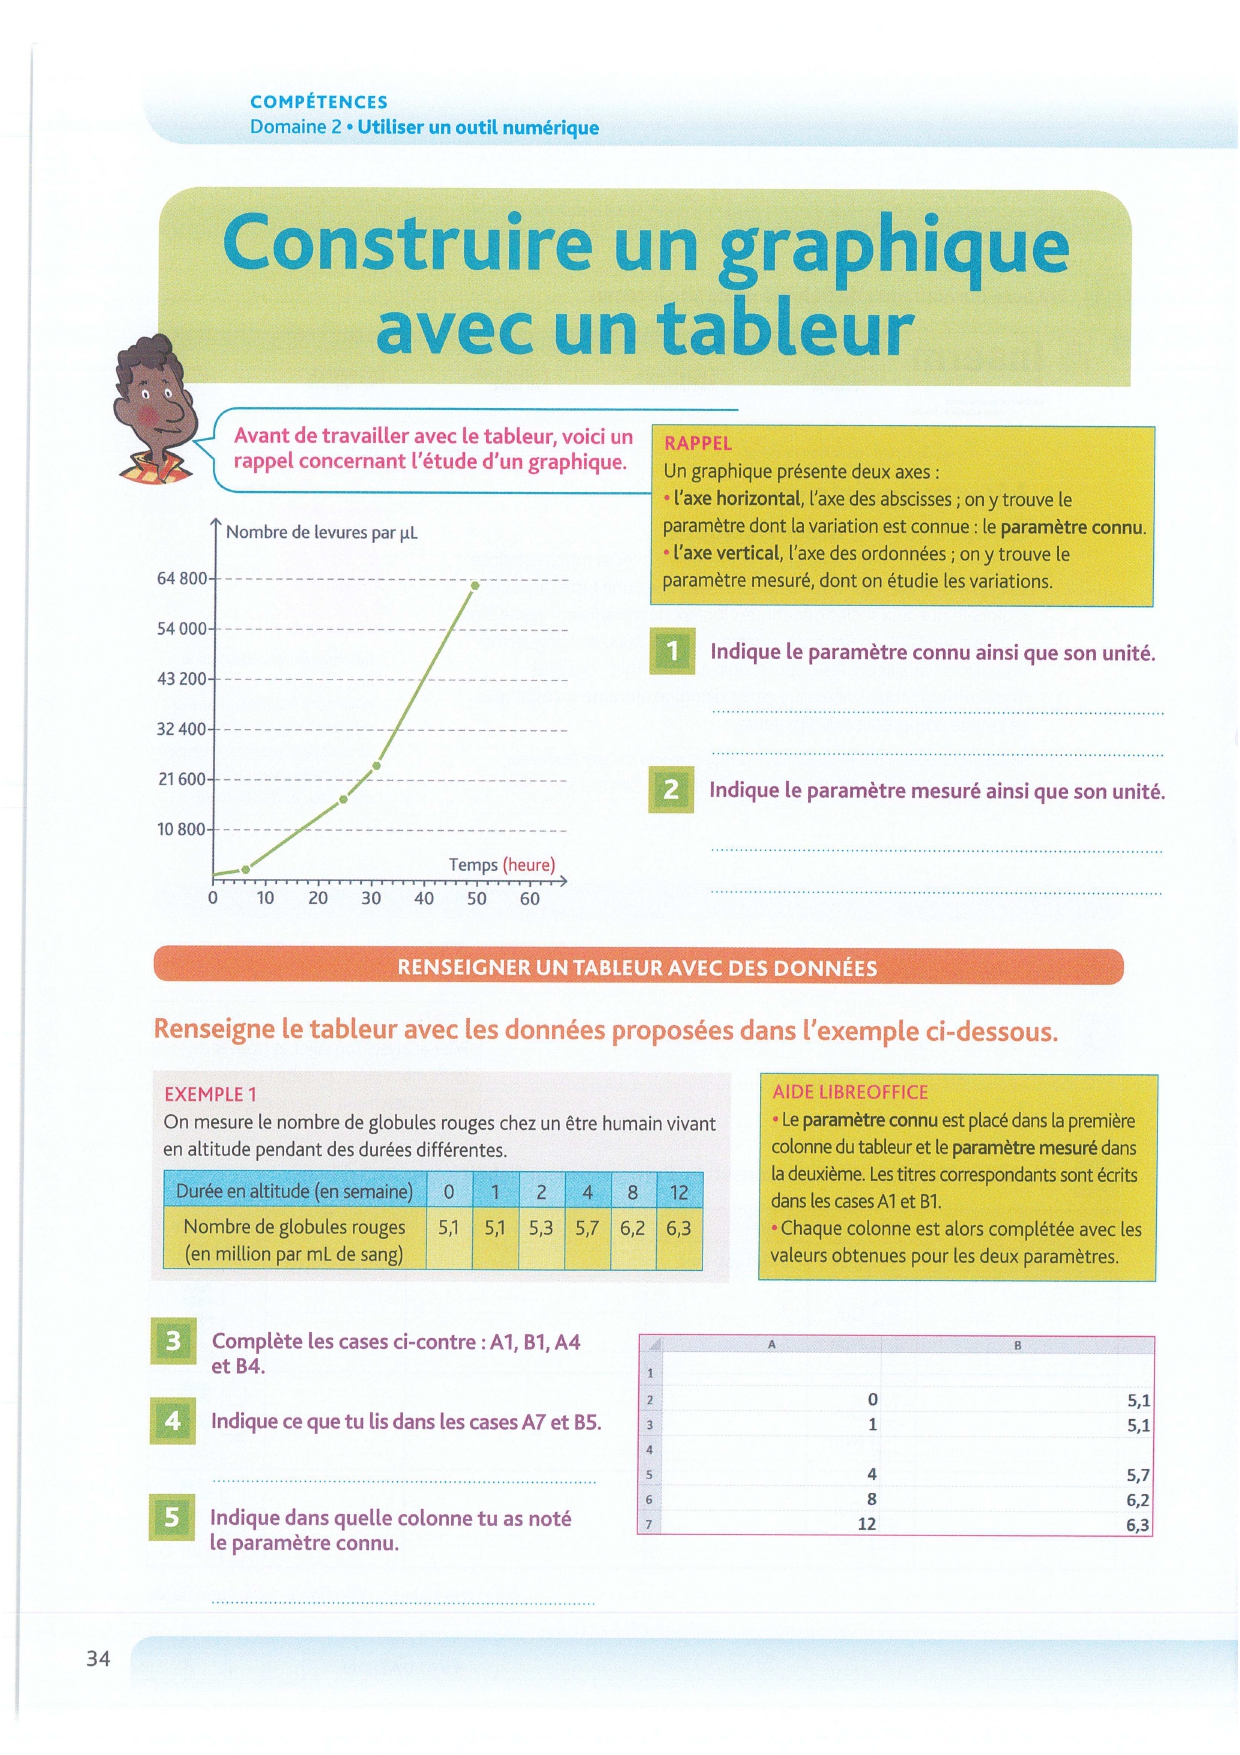 COMPÉTENCES
Domaine 2 • Utiliser un outil numérique
Construire un graphique
avec un tableur
Avant de travailler avec le tableur, voici un
rappel concernant l'étude d'un graphique.
RAPPEL
Un graphique présente deux axes :
• l'axe horizontal, l'axe des abscisses ; on y trouve le
paramètre dont la variation est connue : le paramètre connu.
• l'axe vertical, l'axe des ordonnées ; on y trouve le
paramètre mesuré, dont on étudie les variations.
Nombre de levures par µL
64 800
54 000
43 200
32 400
21 600
10 800
Temps (heure)
0 10 20 30 40 50 60
1 Indique le paramètre connu ainsi que son unité.
2 Indique le paramètre mesuré ainsi que son unité.
RENSEIGNER UN TABLEUR AVEC DES DONNÉES
Renseigne le tableur avec les données proposées dans l'exemple ci-dessous.
EXEMPLE 1
On mesure le nombre de globules rouges chez un être humain vivant
en altitude pendant des durées différentes.
Durée en altitude (en semaine) 0 1 2 4 8 12
Nombre de globules rouges 5,1 5,1 5,3 5,7 6,2 6,3
(en million par mL de sang)
AIDE LIBREOFFICE
• Le paramètre connu est placé dans la première
colonne du tableur et le paramètre mesuré dans
la deuxième. Les titres correspondants sont écrits
dans les cases A1 et B1.
• Chaque colonne est alors complétée avec les
valeurs obtenues pour les deux paramètres.
3 Complète les cases ci-contre : A1, B1, A4
et B4.
4 Indique ce que tu lis dans les cases A7 et B5.
5 Indique dans quelle colonne tu as noté
le paramètre connu.
A B
1
2 0 5,1
3 1 5,1
4
5 4 5,7
6 8 6,2
7 12 6,3
34